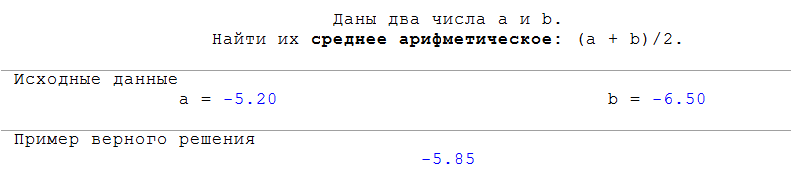 Даны два числа a и b.
Найти их среднее арифметическое: (a + b)/2.
Исходные данные
a = -5.20 b = -6.50
Пример верного решения
-5.85